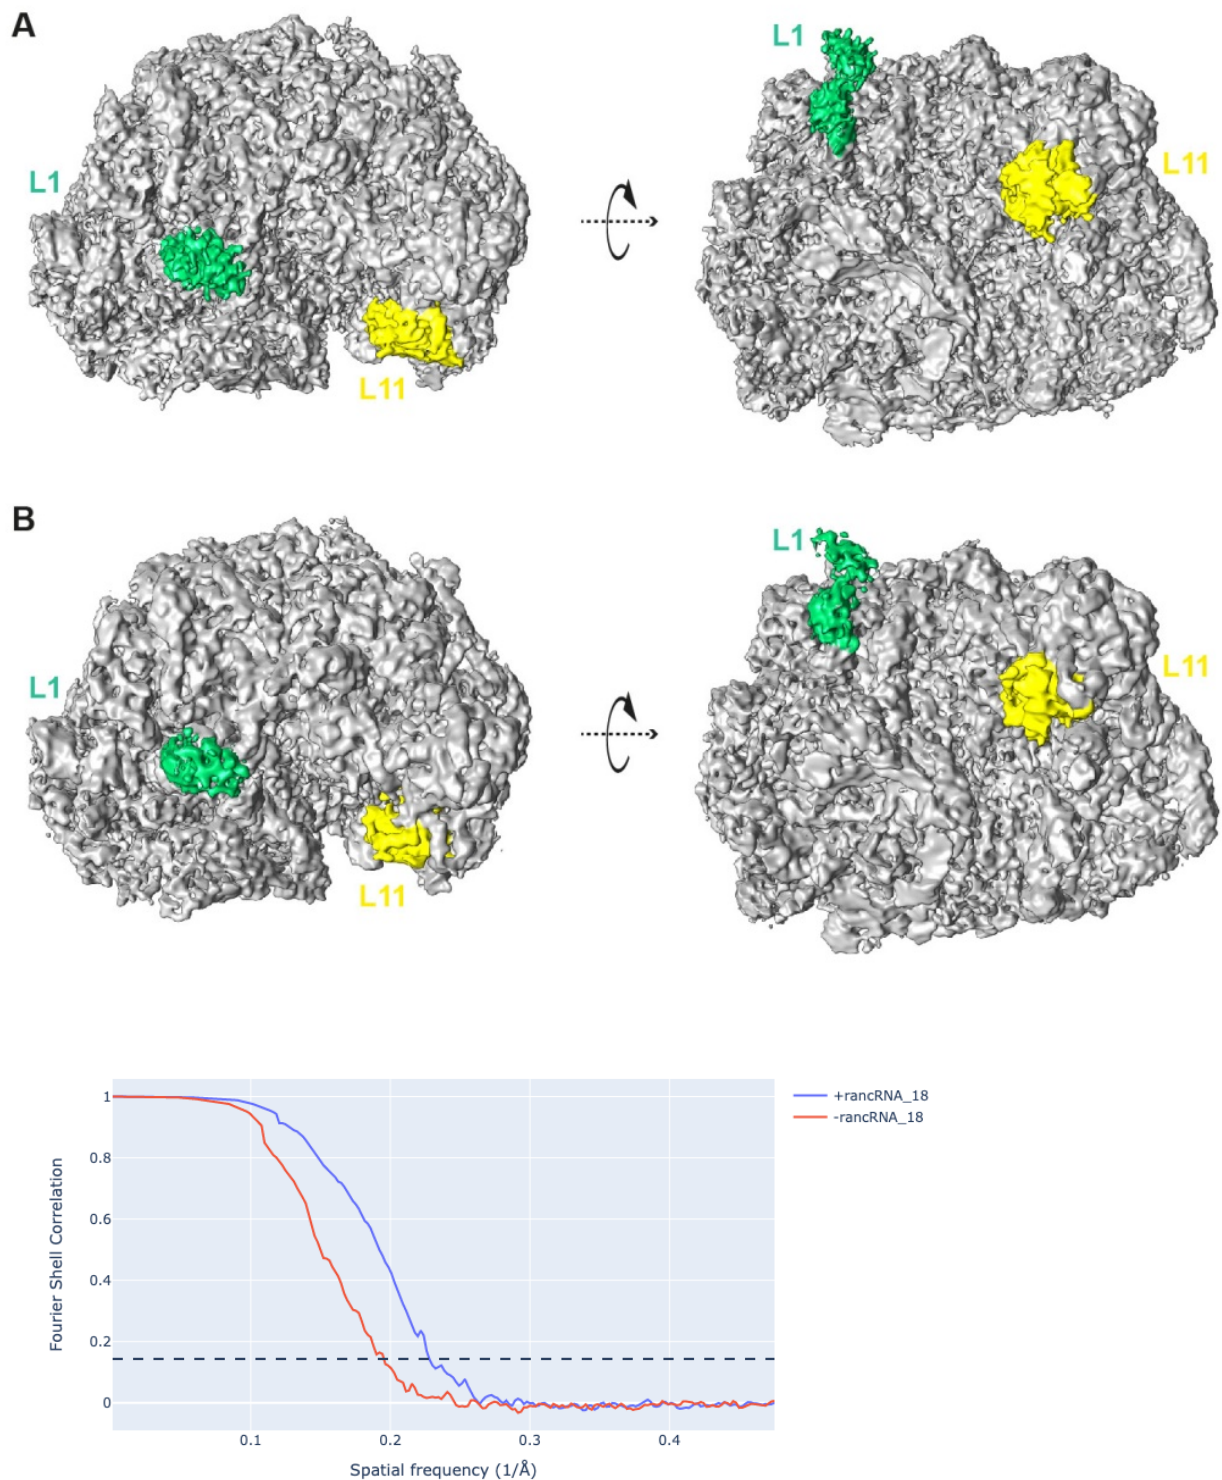 A
L1
L11
L1
L11
B
L1
L11
L1
L11
+rancRNA_18
-rancRNA_18
Fourier Shell Correlation
1
0.8
0.6
0.4
0.2
0
0.1 0.2 0.3 0.4
Spatial frequency (1/Å)